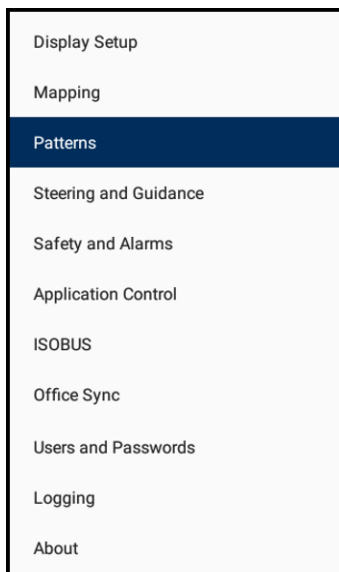 Display Setup
Mapping
Patterns
Steering and Guidance
Safety and Alarms
Application Control
ISOBUS
Office Sync
Users and Passwords
Logging
About